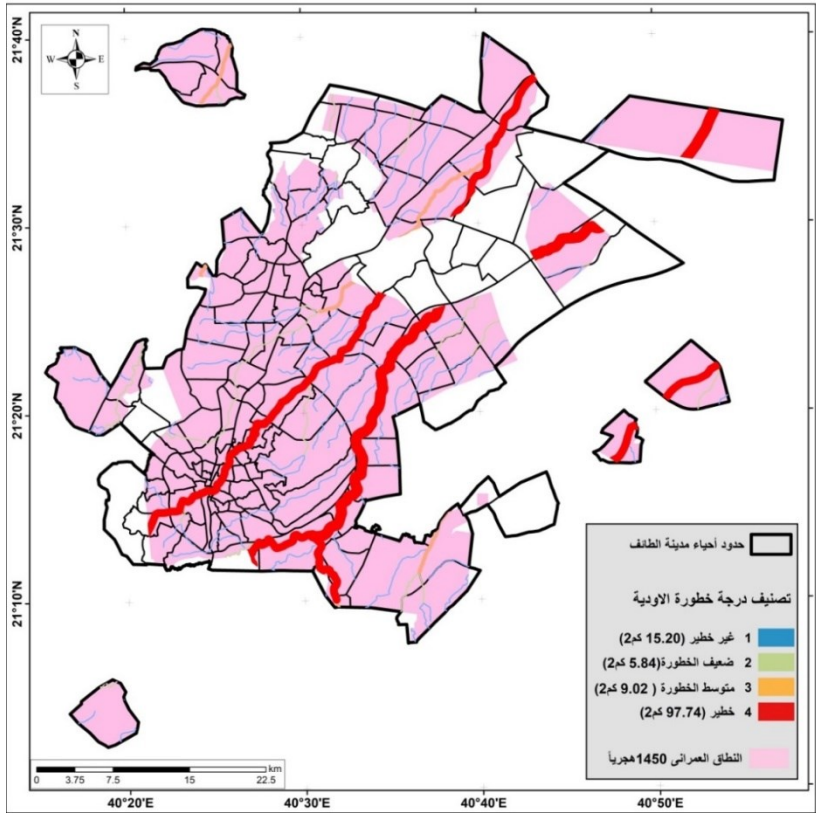 21°40'N
21°30'N
21°20'N
21°10'N
N
W E
S
حدود أحياء مدينة الطائف
تصنيف درجة خطورة الاودية
1 غير خطير (15.20 كم2)
2 ضعيف الخطورة(5.84 كم2)
3 متوسط الخطورة ( 9.02 كم2)
4 خطير (97.74 كم2)
النطاق العمرانى 1450هجرياً
km
0 3.75 7.5 15 22.5
40°20'E 40°30'E 40°40'E 40°50'E